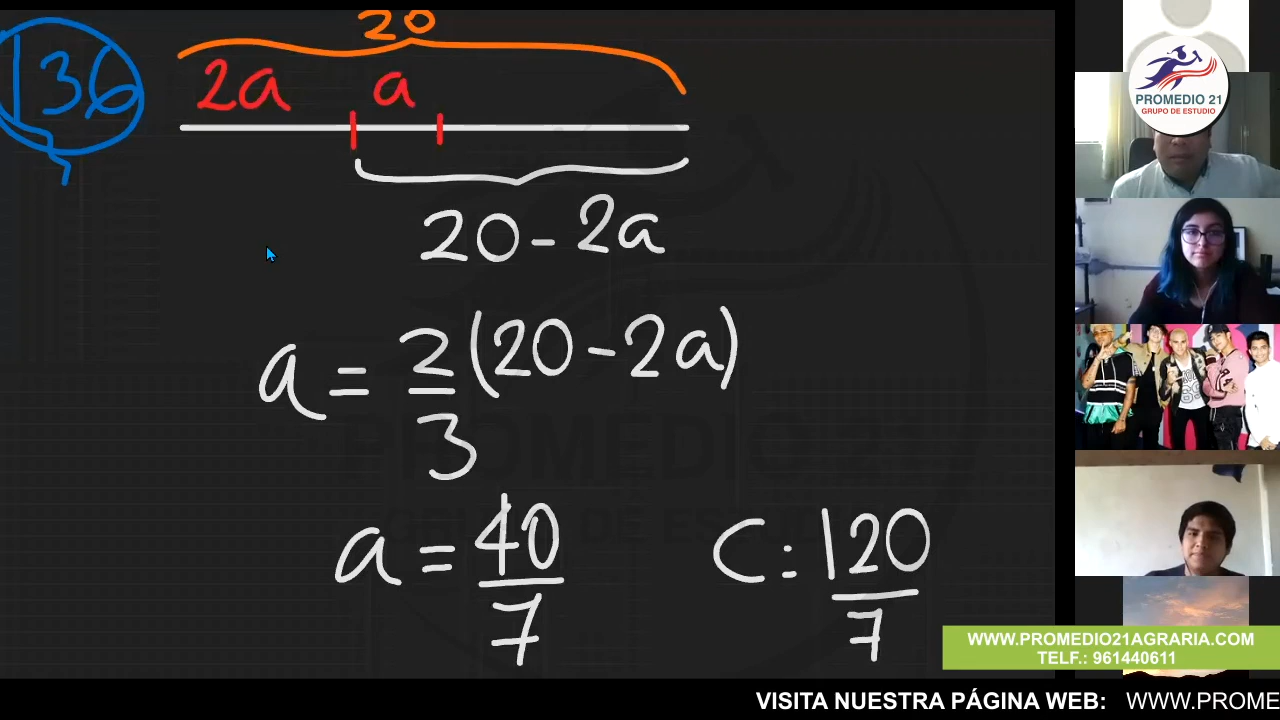 136
20
2a a
20 - 2a
a = 2/3 (20 - 2a)
a = 40/7
C: 120/7
PROMEDIO 21
GRUPO DE ESTUDIO
WWW.PROMEDIO21AGRARIA.COM
TELF.: 961440611
VISITA NUESTRA PÁGINA WEB: WWW.PROME